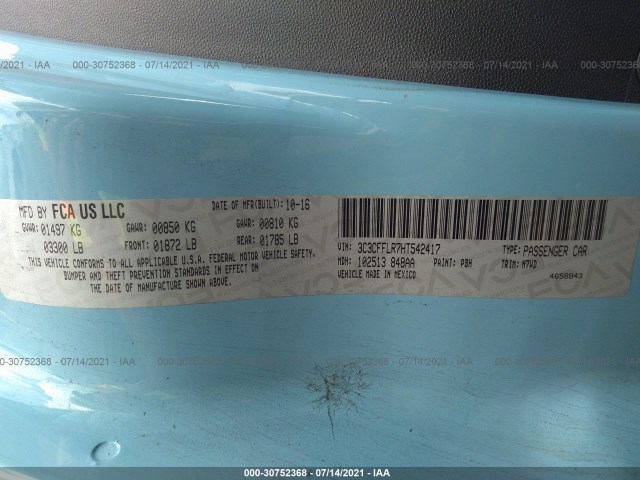 000-30752368 - 07/14/2021 - IAA
000-30752368 - 07/14/2021 - IAA
000-30752368 - 07/14/2021 - IAA
MFD BY FCA US LLC
DATE OF MFR(BUILT): 10-16
GVWR: 01497 KG
GAWR: 00850 KG
GAWR: 00810 KG
03300 LB
FRONT: 01872 LB
REAR: 01785 LB
THIS VEHICLE CONFORMS TO ALL APPLICABLE U.S.A. FEDERAL MOTOR VEHICLE SAFETY,
BUMPER AND THEFT PREVENTION STANDARDS IN EFFECT ON
THE DATE OF MANUFACTURE SHOWN ABOVE.
VIN: 3C3CFFLR7HT542417
TYPE: PASSENGER CAR
MDH: 102513 848AA
PAINT: PBH
TRIM: M7WD
VEHICLE MADE IN MEXICO
4658843
000-30752368 - 07/14/2021 - IAA
000-30752368 - 07/14/2021 - IAA
000-30752368 - 07/14/2021 - IAA
000-30752368 - 07/14/2021 - IAA